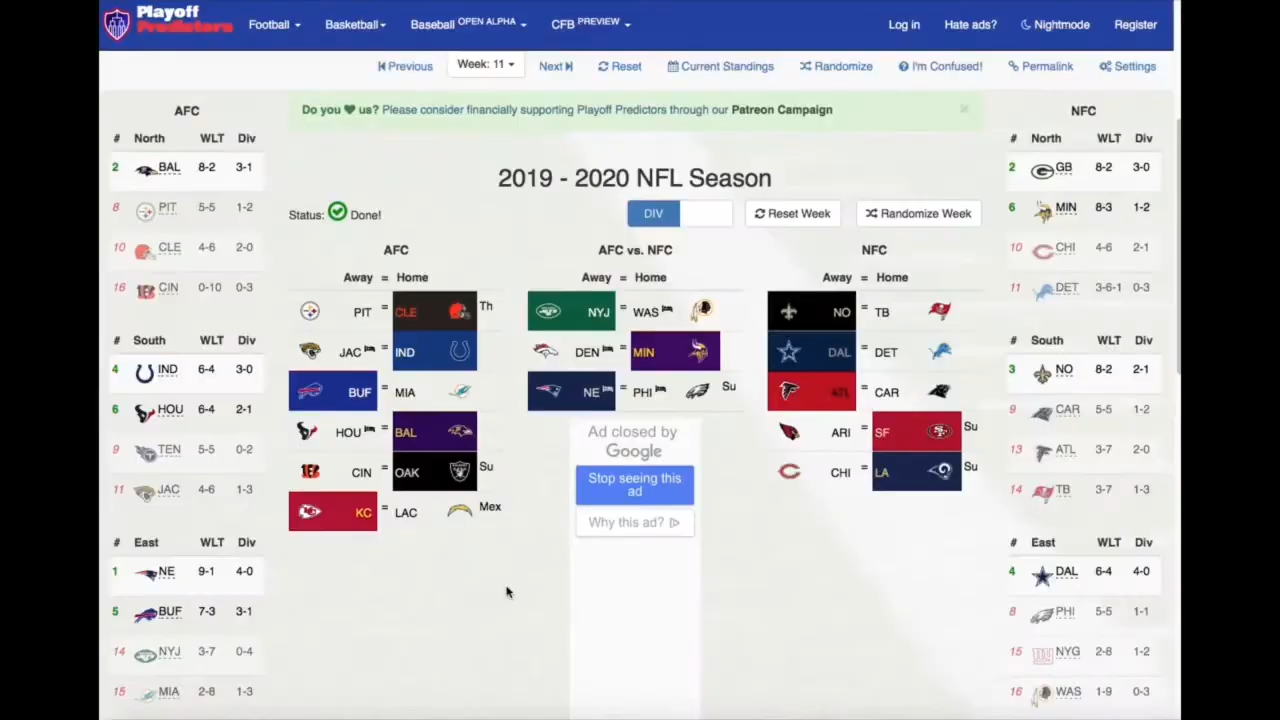 Playoff Predictors Football Basketball Baseball OPEN ALPHA CFB PREVIEW Log in Hate ads? Nightmode Register
Previous Week: 11 Next Reset Current Standings Randomize I'm Confused! Permalink Settings
Do you ♥ us? Please consider financially supporting Playoff Predictors through our Patreon Campaign ×
2019 - 2020 NFL Season
Status: Done! DIV Reset Week Randomize Week
AFC
# North WLT Div
2 BAL 8-2 3-1
8 PIT 5-5 1-2
10 CLE 4-6 2-0
16 CIN 0-10 0-3
# South WLT Div
4 IND 6-4 3-0
6 HOU 6-4 2-1
9 TEN 5-5 0-2
11 JAC 4-6 1-3
# East WLT Div
1 NE 9-1 4-0
5 BUF 7-3 3-1
14 NYJ 3-7 0-4
15 MIA 2-8 1-3
AFC
Away = Home
PIT = CLE Th
JAC = IND
BUF = MIA
HOU = BAL
CIN = OAK Su
KC = LAC Mex
AFC vs. NFC
Away = Home
NYJ = WAS
DEN = MIN
NE = PHI Su
Ad closed by
Google
Stop seeing this
ad
Why this ad?
NFC
Away = Home
NO = TB
DAL = DET
ATL = CAR
ARI = SF Su
CHI = LA Su
NFC
# North WLT Div
2 GB 8-2 3-0
6 MIN 8-3 1-2
10 CHI 4-6 2-1
11 DET 3-6-1 0-3
# South WLT Div
3 NO 8-2 2-1
9 CAR 5-5 1-2
13 ATL 3-7 2-0
14 TB 3-7 1-3
# East WLT Div
4 DAL 6-4 4-0
8 PHI 5-5 1-1
15 NYG 2-8 1-2
16 WAS 1-9 0-3